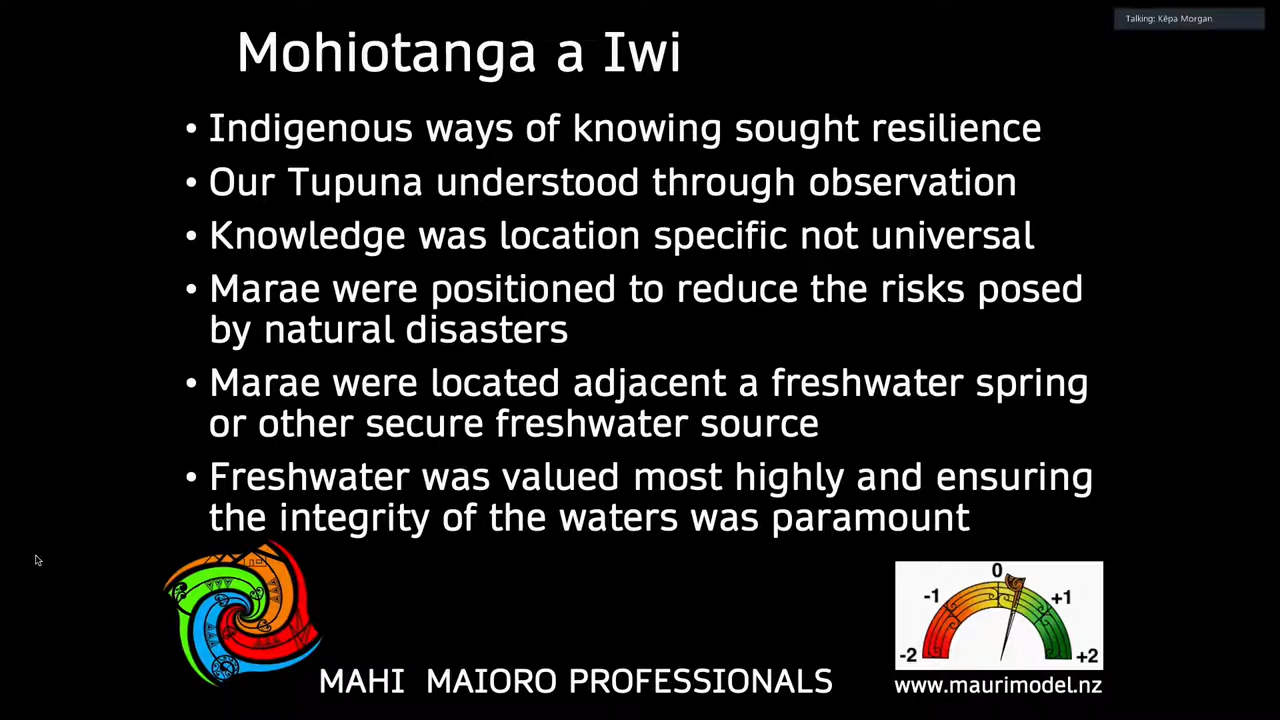 Talking: Kēpa Morgan
Mohiotanga a Iwi
• Indigenous ways of knowing sought resilience
• Our Tupuna understood through observation
• Knowledge was location specific not universal
• Marae were positioned to reduce the risks posed
by natural disasters
• Marae were located adjacent a freshwater spring
or other secure freshwater source
• Freshwater was valued most highly and ensuring
the integrity of the waters was paramount
0
-1
+1
-2
+2
MAHI MAIORO PROFESSIONALS
www.maurimodel.nz